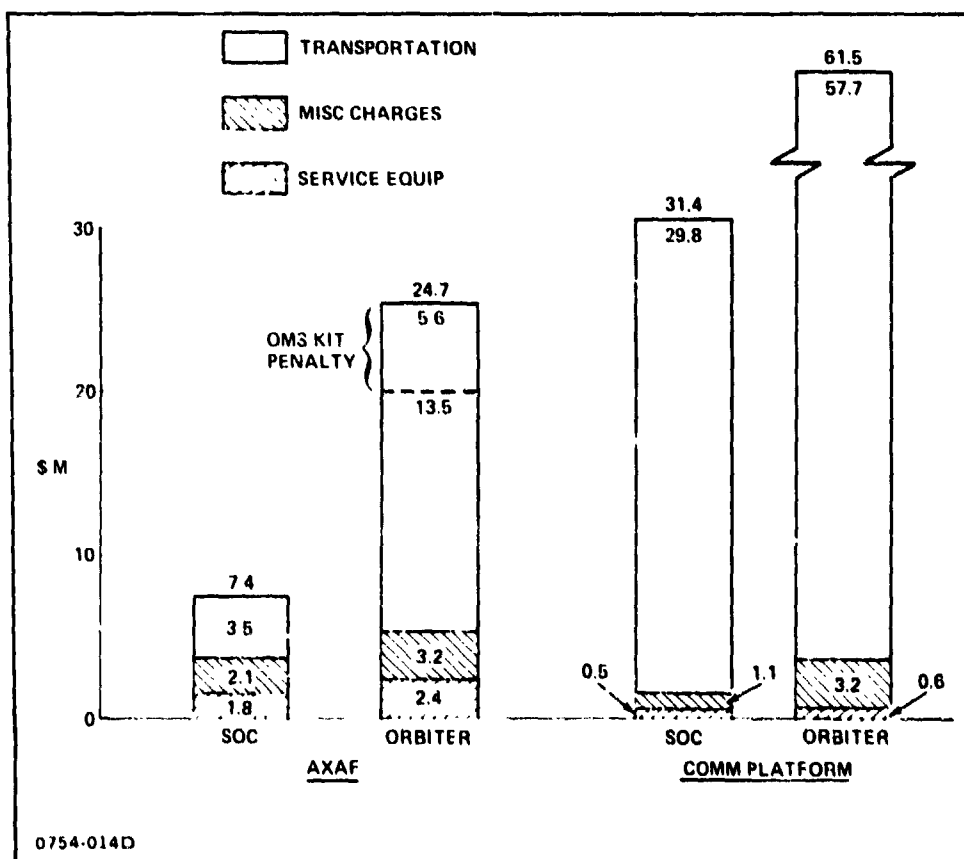 TRANSPORTATION
MISC CHARGES
SERVICE EQUIP
61.5
57.7
31.4
29.8
30
24.7
5 6
OMS KIT
PENALTY
20
13.5
$ M
10
7 4
3 5
2.1
1.8
3.2
2.4
0.5
1.1
3.2
0.6
0
SOC
ORBITER
SOC
ORBITER
AXAF
COMM PLATFORM
0754-014D